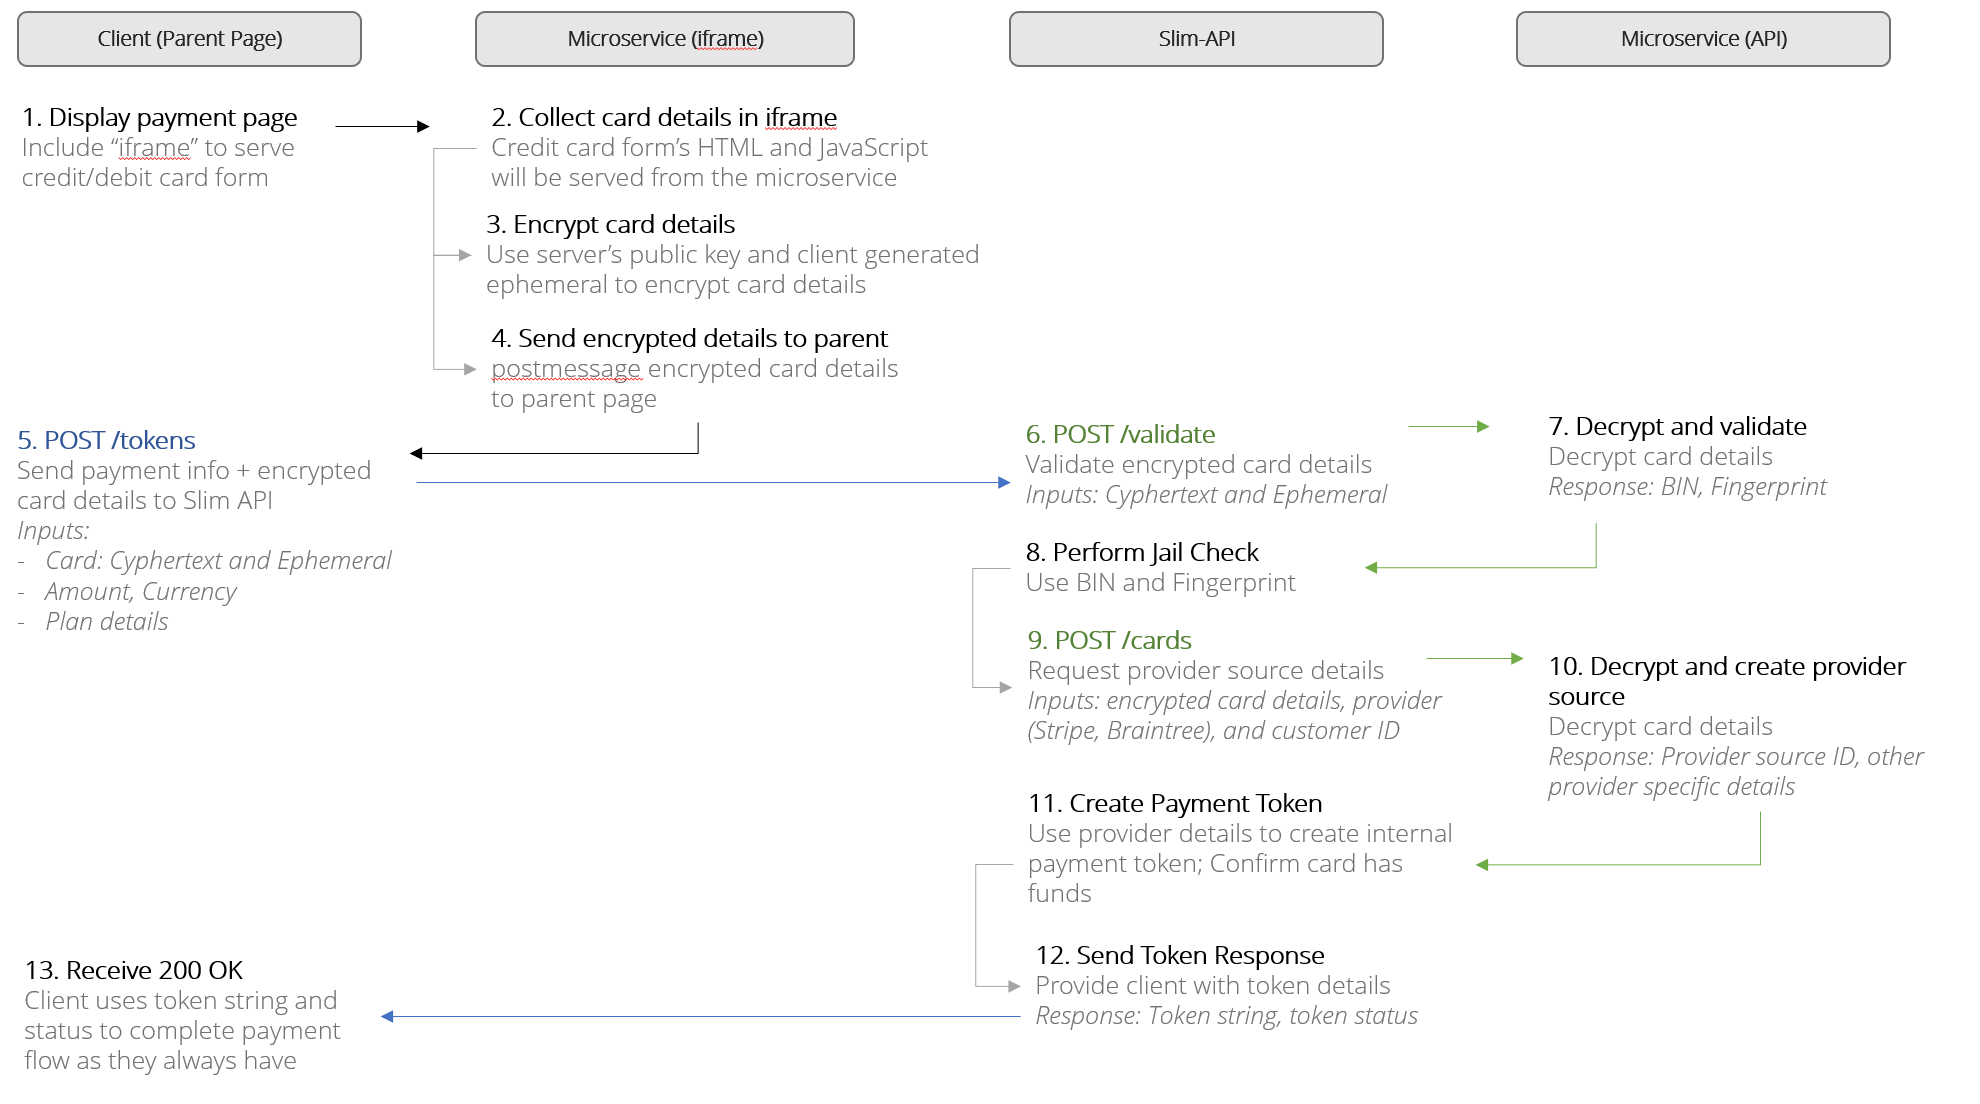 Client (Parent Page)
Microservice (iframe)
Slim-API
Microservice (API)
1. Display payment page
Include “iframe” to serve
credit/debit card form
2. Collect card details in iframe
Credit card form’s HTML and JavaScript
will be served from the microservice
3. Encrypt card details
Use server’s public key and client generated
ephemeral to encrypt card details
4. Send encrypted details to parent
postmessage encrypted card details
to parent page
5. POST /tokens
Send payment info + encrypted
card details to Slim API
Inputs:
- Card: Cyphertext and Ephemeral
- Amount, Currency
- Plan details
6. POST /validate
Validate encrypted card details
Inputs: Cyphertext and Ephemeral
7. Decrypt and validate
Decrypt card details
Response: BIN, Fingerprint
8. Perform Jail Check
Use BIN and Fingerprint
9. POST /cards
Request provider source details
Inputs: encrypted card details, provider
(Stripe, Braintree), and customer ID
10. Decrypt and create provider
source
Decrypt card details
Response: Provider source ID, other
provider specific details
11. Create Payment Token
Use provider details to create internal
payment token; Confirm card has
funds
12. Send Token Response
Provide client with token details
Response: Token string, token status
13. Receive 200 OK
Client uses token string and
status to complete payment
flow as they always have